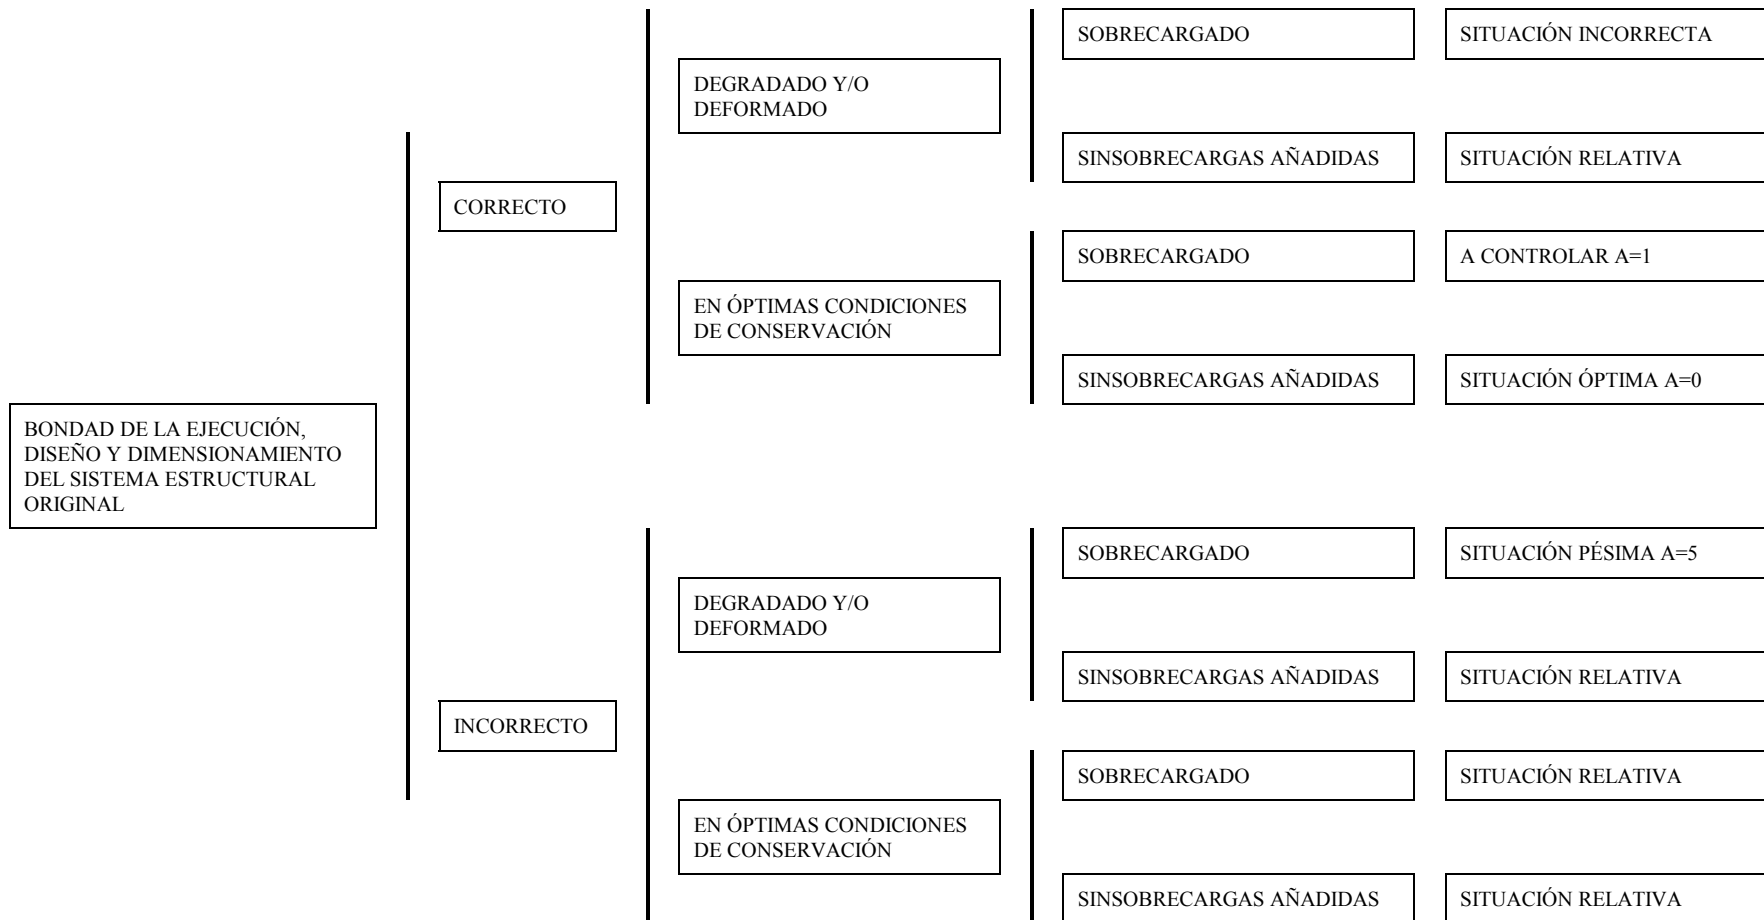 SOBRECARGADO
SITUACIÓN INCORRECTA
DEGRADADO Y/O
DEFORMADO
SINSOBRECARGAS AÑADIDAS
SITUACIÓN RELATIVA
CORRECTO
SOBRECARGADO
A CONTROLAR A=1
EN ÓPTIMAS CONDICIONES
DE CONSERVACIÓN
SINSOBRECARGAS AÑADIDAS
SITUACIÓN ÓPTIMA A=0
BONDAD DE LA EJECUCIÓN,
DISEÑO Y DIMENSIONAMIENTO
DEL SISTEMA ESTRUCTURAL
ORIGINAL
SOBRECARGADO
SITUACIÓN PÉSIMA A=5
DEGRADADO Y/O
DEFORMADO
SINSOBRECARGAS AÑADIDAS
SITUACIÓN RELATIVA
INCORRECTO
SOBRECARGADO
SITUACIÓN RELATIVA
EN ÓPTIMAS CONDICIONES
DE CONSERVACIÓN
SINSOBRECARGAS AÑADIDAS
SITUACIÓN RELATIVA